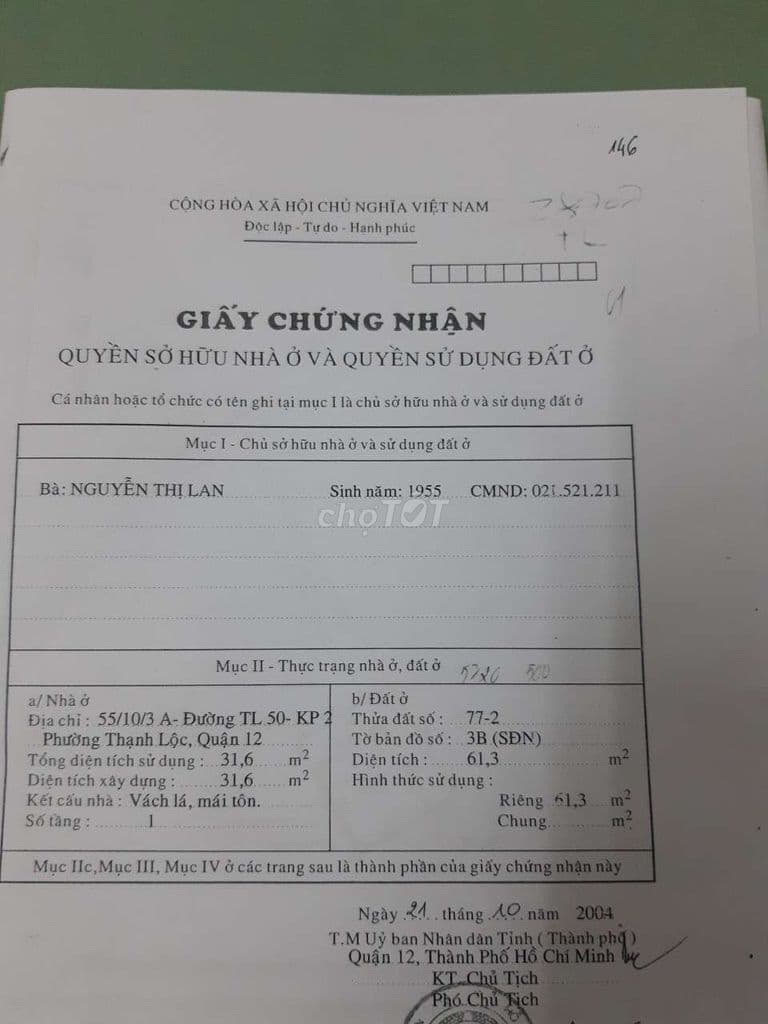 146
CỘNG HÒA XÃ HỘI CHỦ NGHĨA VIỆT NAM
Độc lập - Tự do - Hạnh phúc
GIẤY CHỨNG NHẬN
QUYỀN SỞ HỮU NHÀ Ở VÀ QUYỀN SỬ DỤNG ĐẤT Ở
Cá nhân hoặc tổ chức có tên ghi tại mục I là chủ sở hữu nhà ở và sử dụng đất ở
Mục I - Chủ sở hữu nhà ở và sử dụng đất ở
Bà: NGUYỄN THỊ LAN Sinh năm: 1955 CMND: 021.521.211
chợTỐT
Mục II - Thực trạng nhà ở, đất ở
a/ Nhà ở
Địa chỉ : 55/10/3 A- Đường TL 50- KP 2
Phường Thạnh Lộc, Quận 12
Tổng diện tích sử dụng : 31,6 m2
Diện tích xây dựng : 31,6 m2
Kết cấu nhà : Vách lá, mái tôn.
Số tầng : 1
b/ Đất ở
Thửa đất số : 77-2
Tờ bản đồ số : 3B (SĐN)
Diện tích : 61,3 m2
Hình thức sử dụng :
Riêng 61,3 m2
Chung m2
Mục IIc,Mục III, Mục IV ở các trang sau là thành phần của giấy chứng nhận này
Ngày 21 tháng 10 năm 2004
T.M Uỷ ban Nhân dân Tỉnh ( Thành phố )
Quận 12, Thành Phố Hồ Chí Minh
KT Chủ Tịch
Phó Chủ Tịch